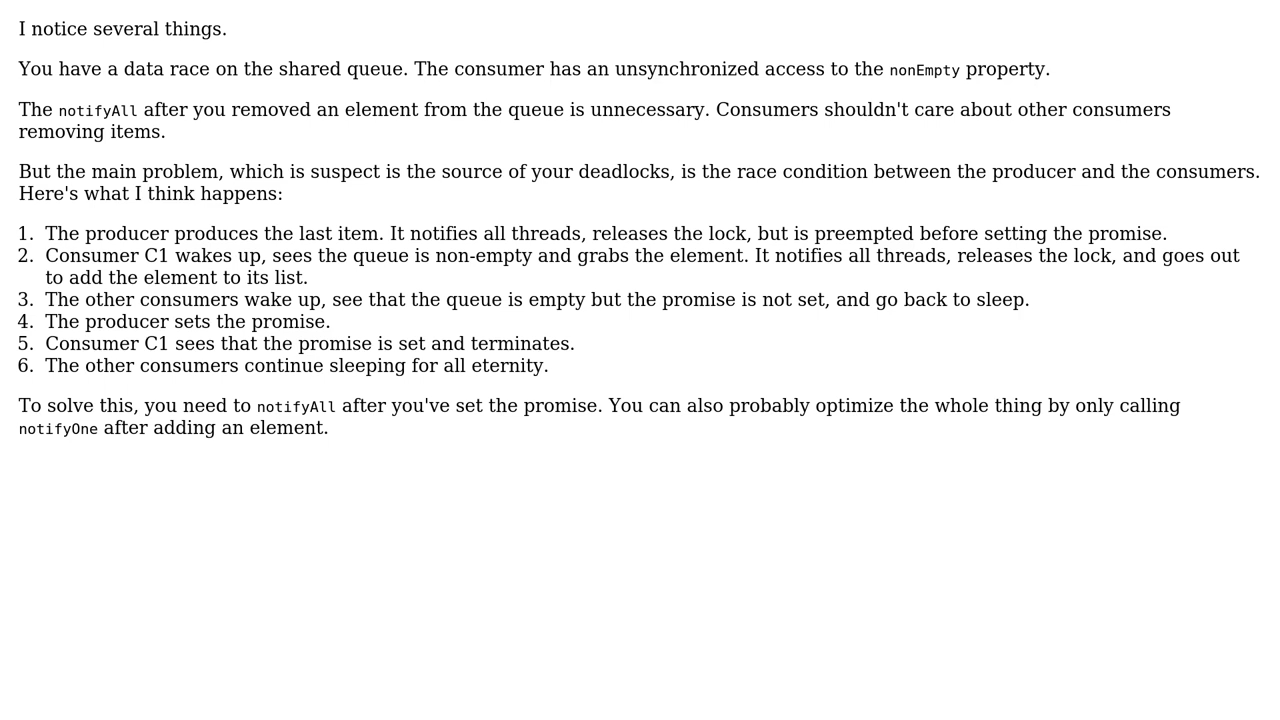 I notice several things.
You have a data race on the shared queue. The consumer has an unsynchronized access to the nonEmpty property.
The notifyAll after you removed an element from the queue is unnecessary. Consumers shouldn't care about other consumers
removing items.
But the main problem, which is suspect is the source of your deadlocks, is the race condition between the producer and the consumers.
Here's what I think happens:
1. The producer produces the last item. It notifies all threads, releases the lock, but is preempted before setting the promise.
2. Consumer C1 wakes up, sees the queue is non-empty and grabs the element. It notifies all threads, releases the lock, and goes out
to add the element to its list.
3. The other consumers wake up, see that the queue is empty but the promise is not set, and go back to sleep.
4. The producer sets the promise.
5. Consumer C1 sees that the promise is set and terminates.
6. The other consumers continue sleeping for all eternity.
To solve this, you need to notifyAll after you've set the promise. You can also probably optimize the whole thing by only calling
notifyOne after adding an element.